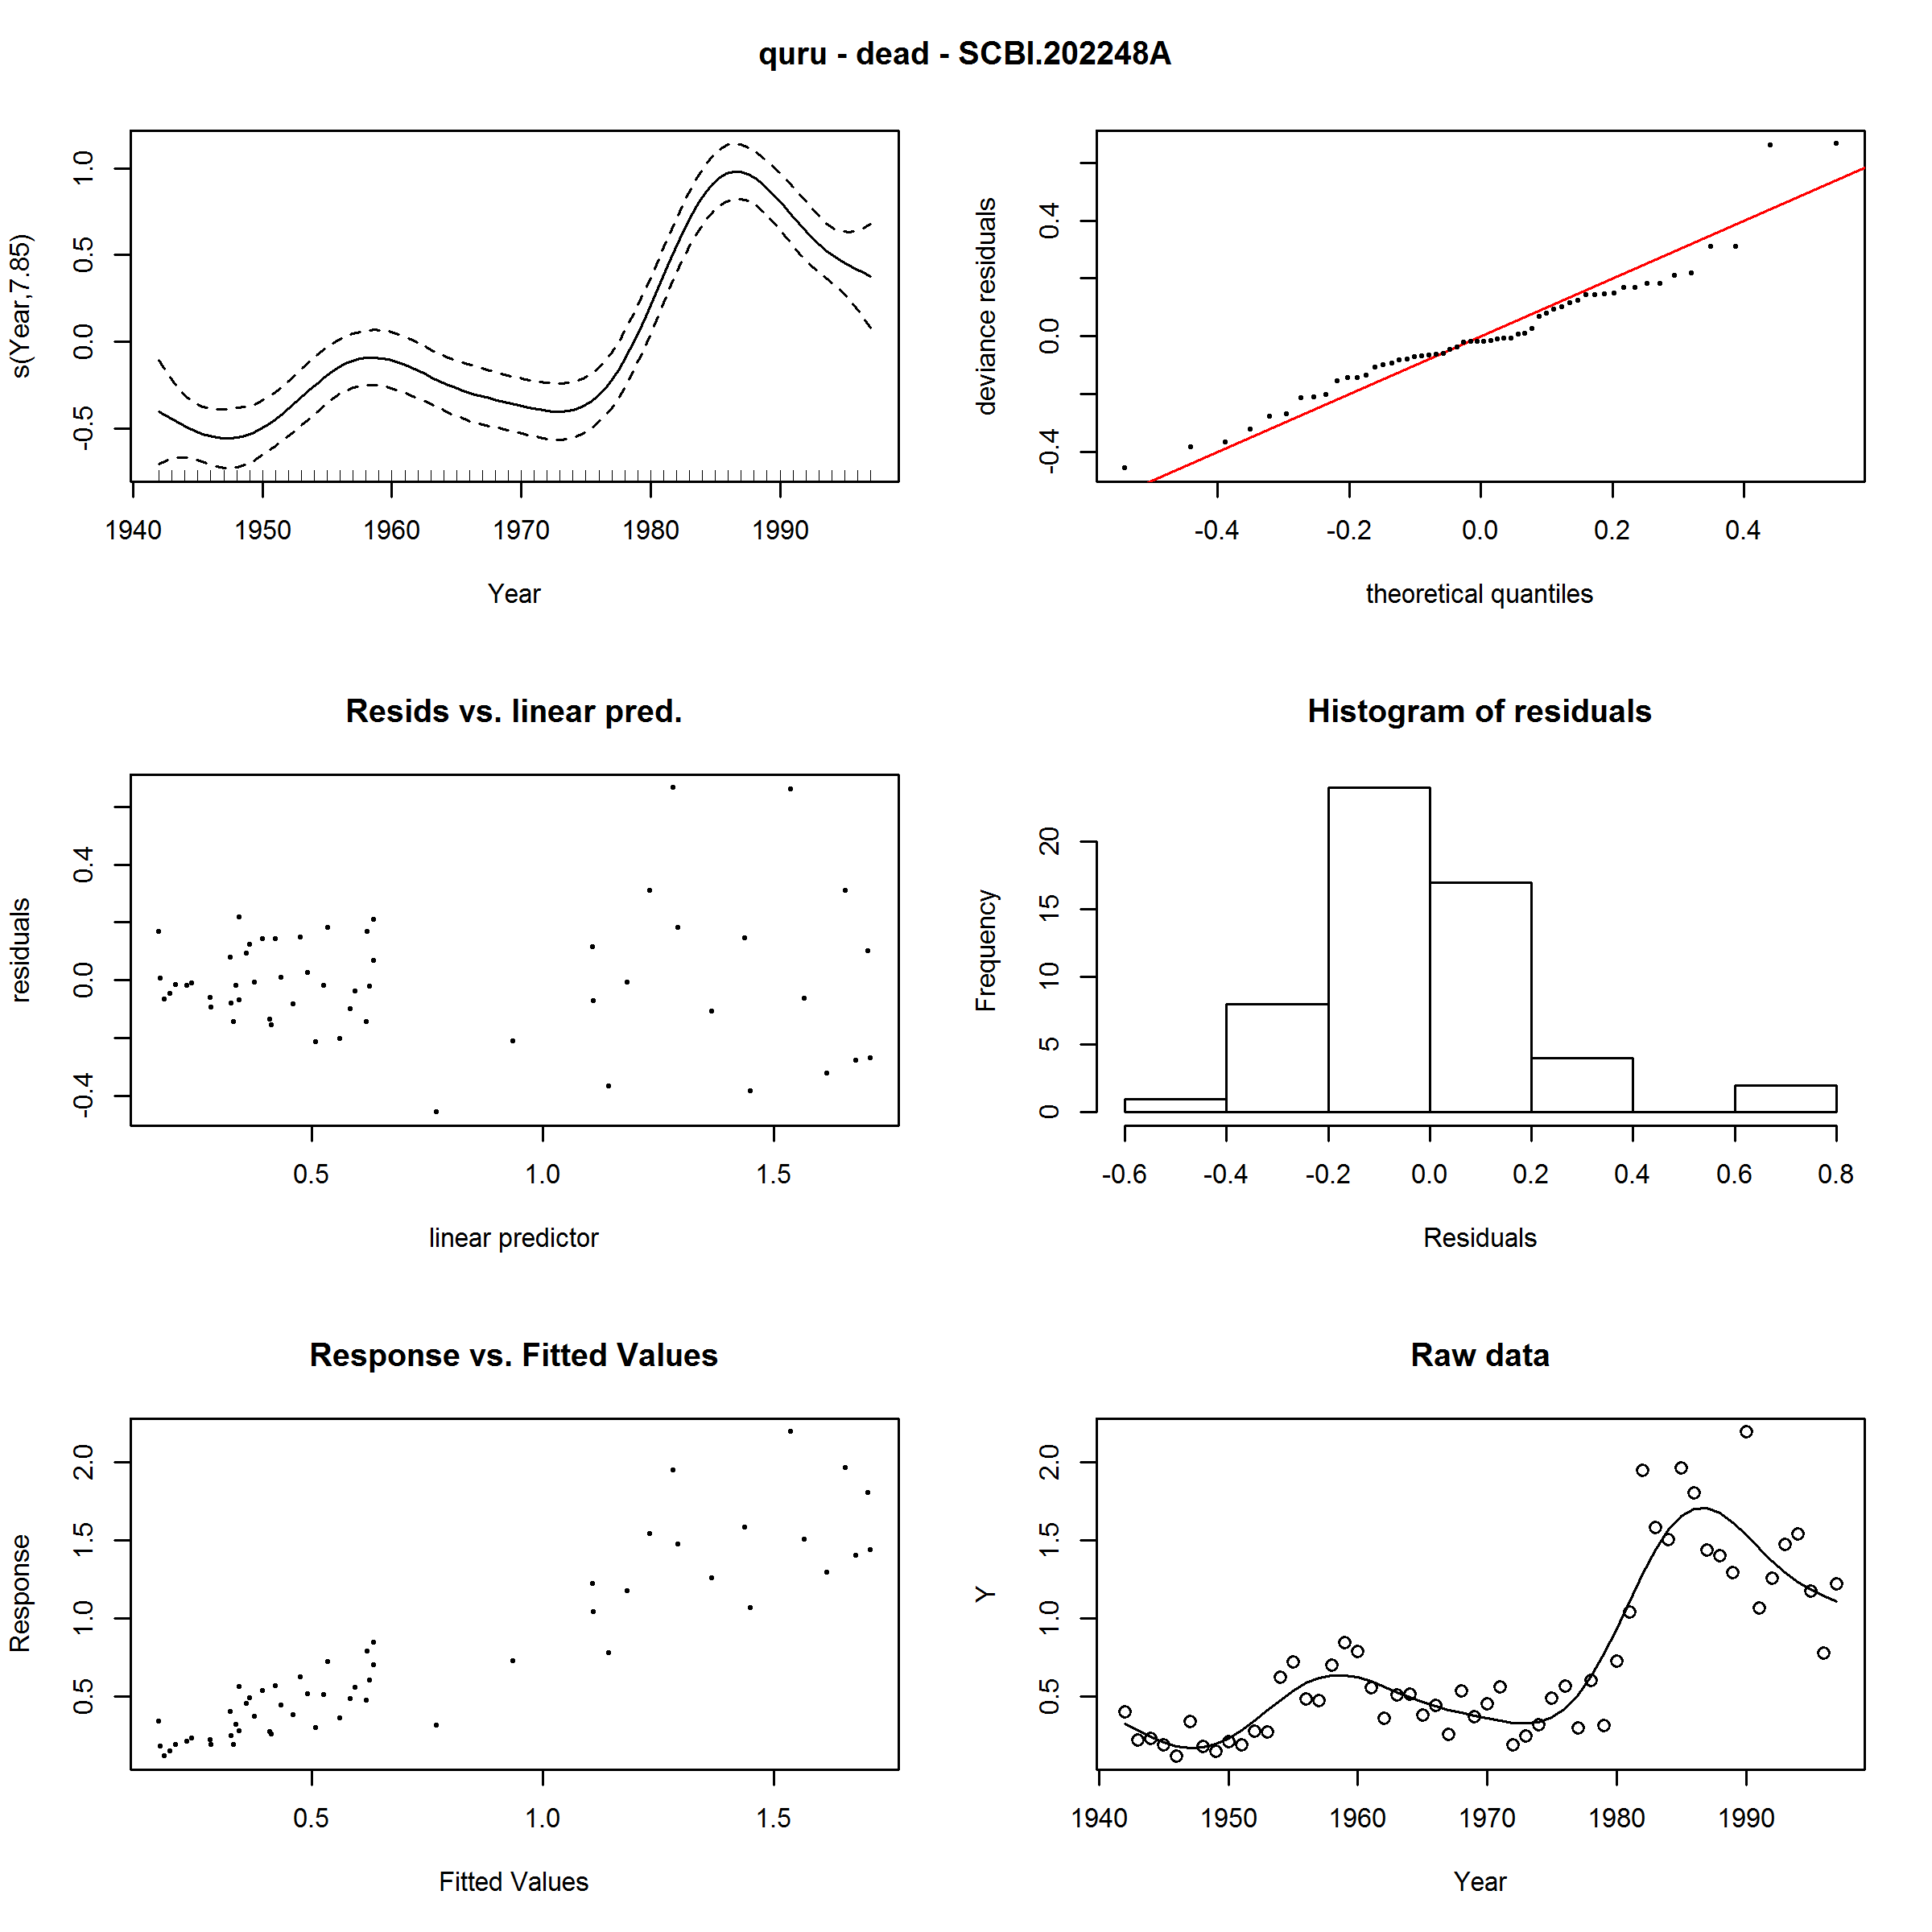 quru - dead - SCBI.202248A
s(Year,7.85)
-0.5 0.0 0.5 1.0
1940 1950 1960 1970 1980 1990
Year
deviance residuals
-0.4 0.0 0.4
-0.4 -0.2 0.0 0.2 0.4
theoretical quantiles
Resids vs. linear pred.
residuals
-0.4 0.0 0.4
0.5 1.0 1.5
linear predictor
Histogram of residuals
Frequency
0 5 10 15 20
-0.6 -0.4 -0.2 0.0 0.2 0.4 0.6 0.8
Residuals
Response vs. Fitted Values
Response
0.5 1.0 1.5 2.0
0.5 1.0 1.5
Fitted Values
Raw data
Y
0.5 1.0 1.5 2.0
1940 1950 1960 1970 1980 1990
Year